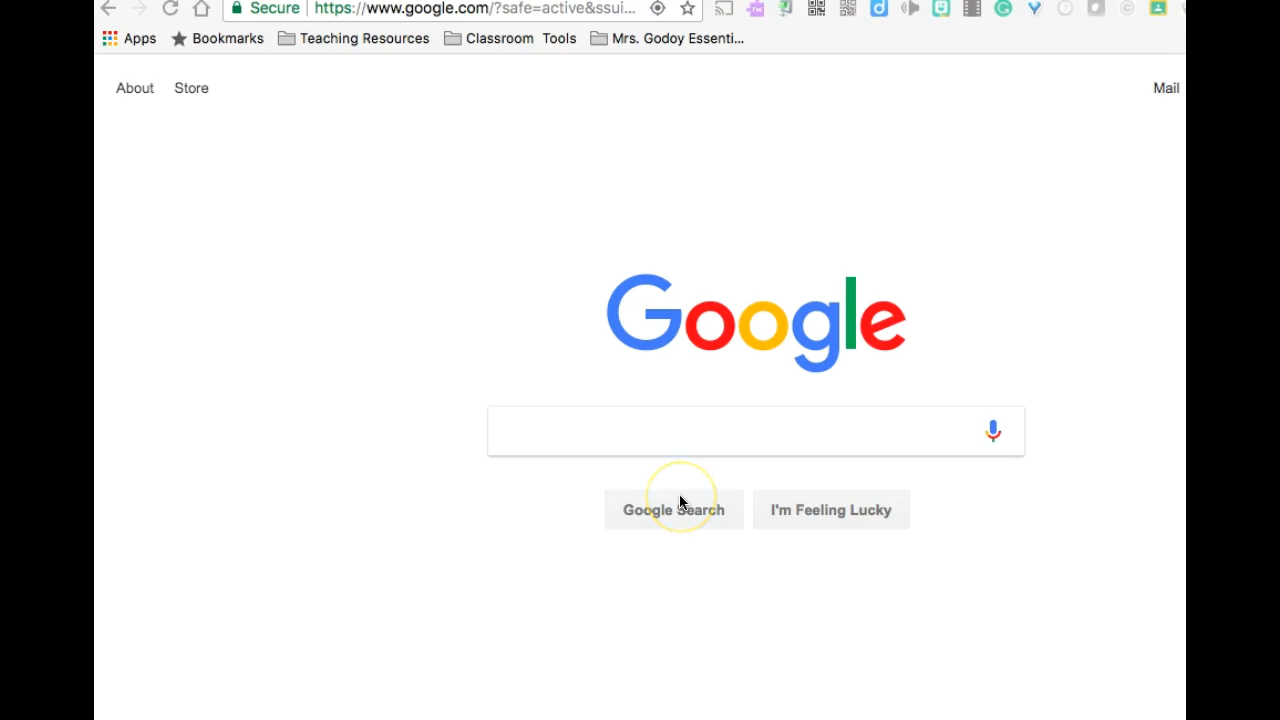 Secure https://www.google.com/?safe=active&ssui...
Apps Bookmarks Teaching Resources Classroom Tools Mrs. Godoy Essenti...
About Store Mail
Google
Google Search I'm Feeling Lucky